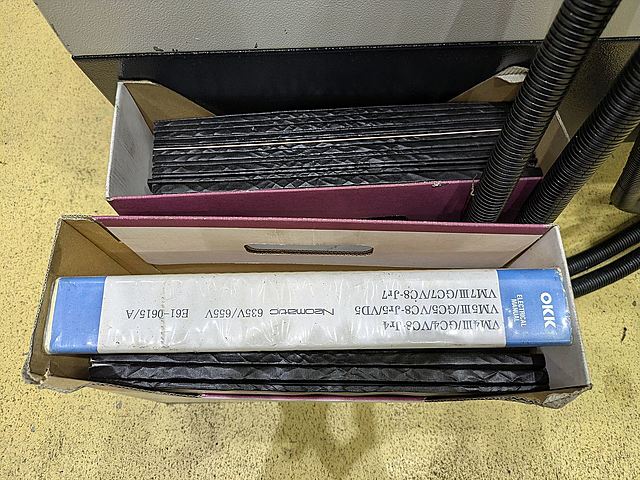 OKK
ELECTRICAL
MANUAL
VM4III/GC4/VC8-Jr4
VM5III/GC5/VC8-Jr5/VD5
VM7III/GC7/VC8-Jr7
Neomatic 635V/655V
E61-0615/A